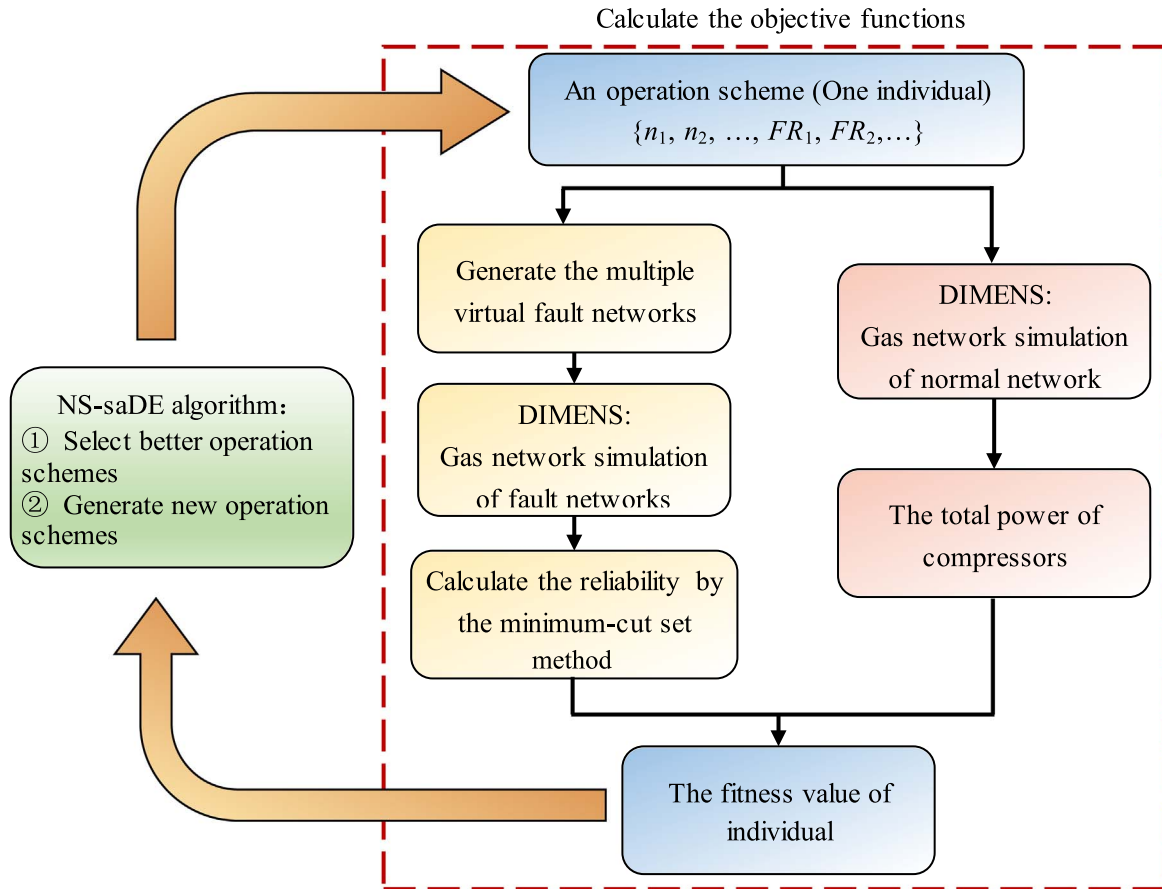 Calculate the objective functions
An operation scheme (One individual)
{n1, n2, …, FR1, FR2,…}
Generate the multiple
virtual fault networks
DIMENS:
Gas network simulation
of normal network
NS-saDE algorithm：
① Select better operation
schemes
② Generate new operation
schemes
DIMENS:
Gas network simulation
of fault networks
The total power of
compressors
Calculate the reliability by
the minimum-cut set
method
The fitness value of
individual